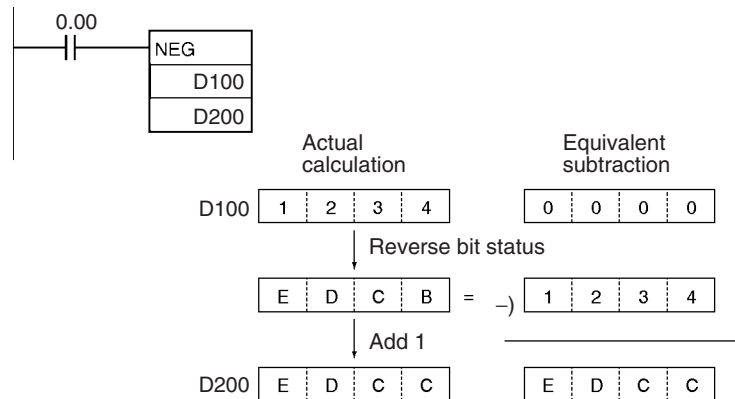 0.00
NEG
D100
D200
Actual calculation
Equivalent subtraction
D100 1 2 3 4 0 0 0 0
Reverse bit status
E D C B = –) 1 2 3 4
Add 1
D200 E D C C E D C C